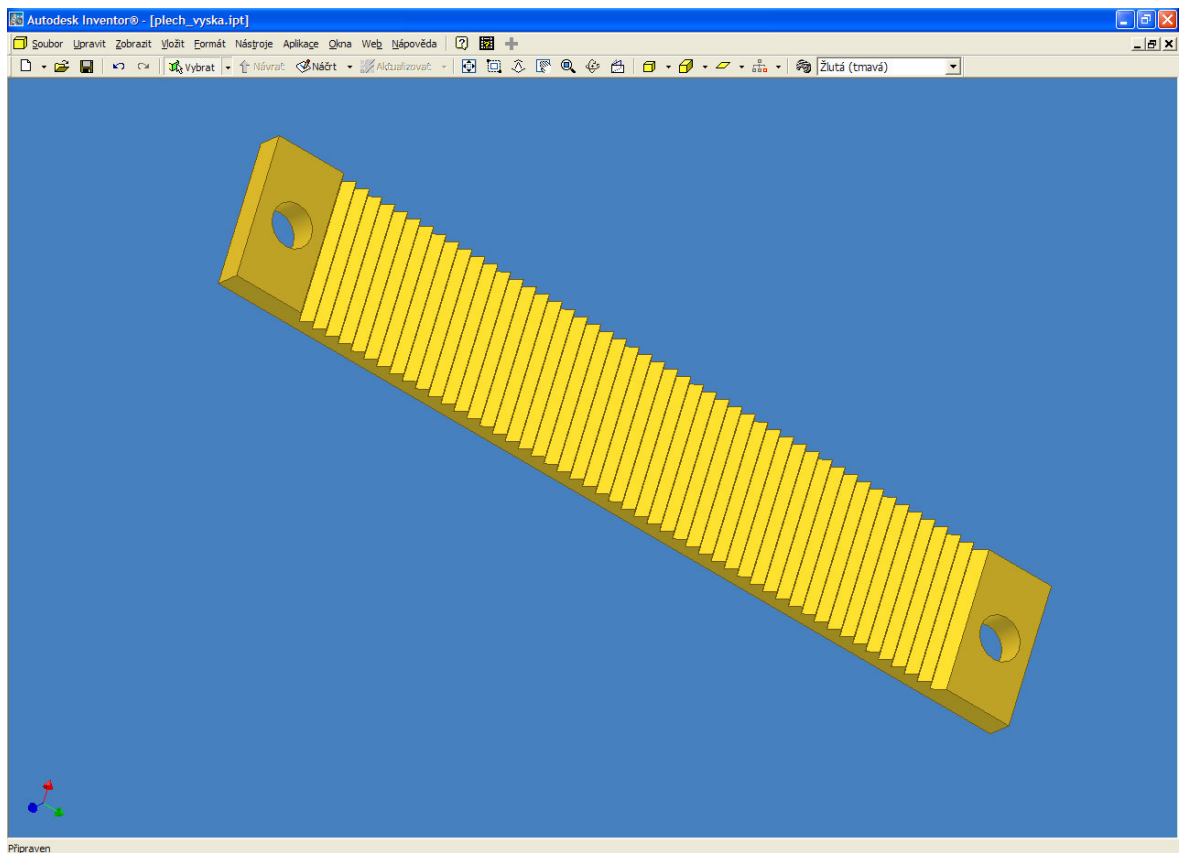 Autodesk Inventor® - [plech_vyska.ipt]
Soubor Upravit Zobrazit Vložit Formát Nástroje Aplikace Okna Web Nápověda
Vybrat Návrat Náčrt Aktualizovat Žlutá (tmavá)
Připraven